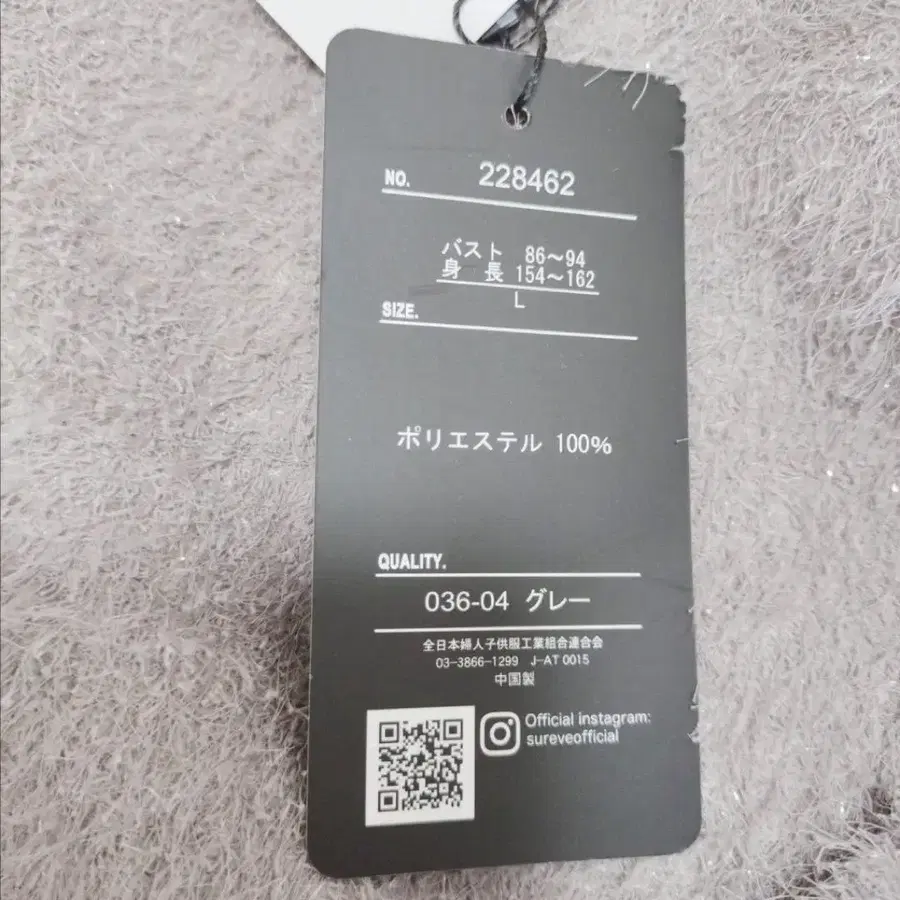 NO. 228462
バスト 86～94
身 長 154～162
L
SIZE.
ポリエステル 100%
QUALITY.
036-04 グレー
全日本婦人子供服工業組合連合会
03-3866-1299 J-AT 0015
中国製
Official instagram:
sureveofficial